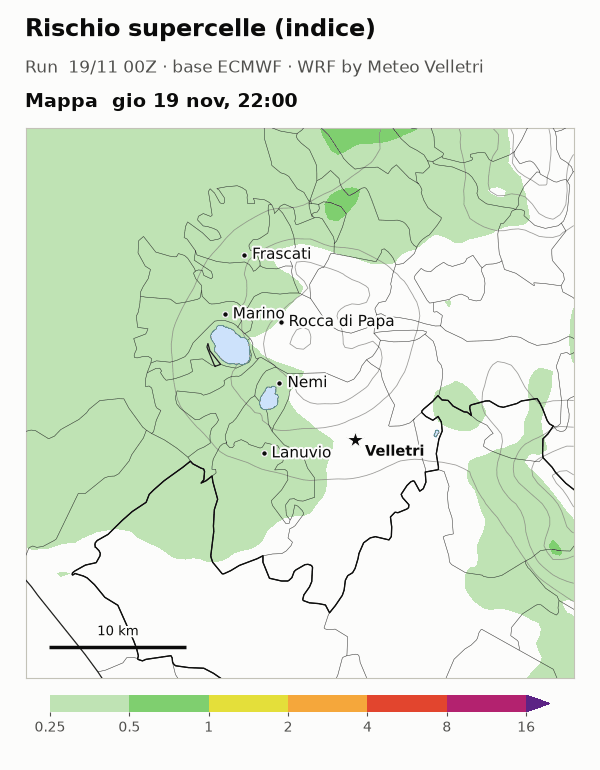 Rischio supercelle (indice)
Run  19/11 00Z · base ECMWF · WRF by Meteo Velletri
Mappa  gio 19 nov, 22:00
Frascati
Marino
Rocca di Papa
Nemi
Velletri
Lanuvio
10 km
0.25 0.5 1 2 4 8 16